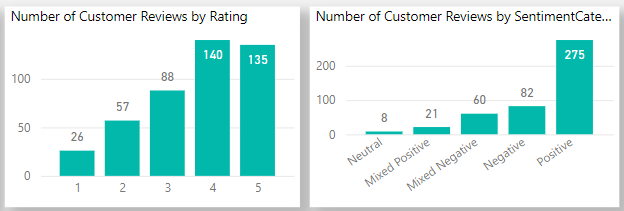 Number of Customer Reviews by Rating
140
135
100
88
57
50
26
0
1 2 3 4 5
Number of Customer Reviews by SentimentCate...
275
200
100
82
60
21
8
0
Neutral
Mixed Positive
Mixed Negative
Negative
Positive